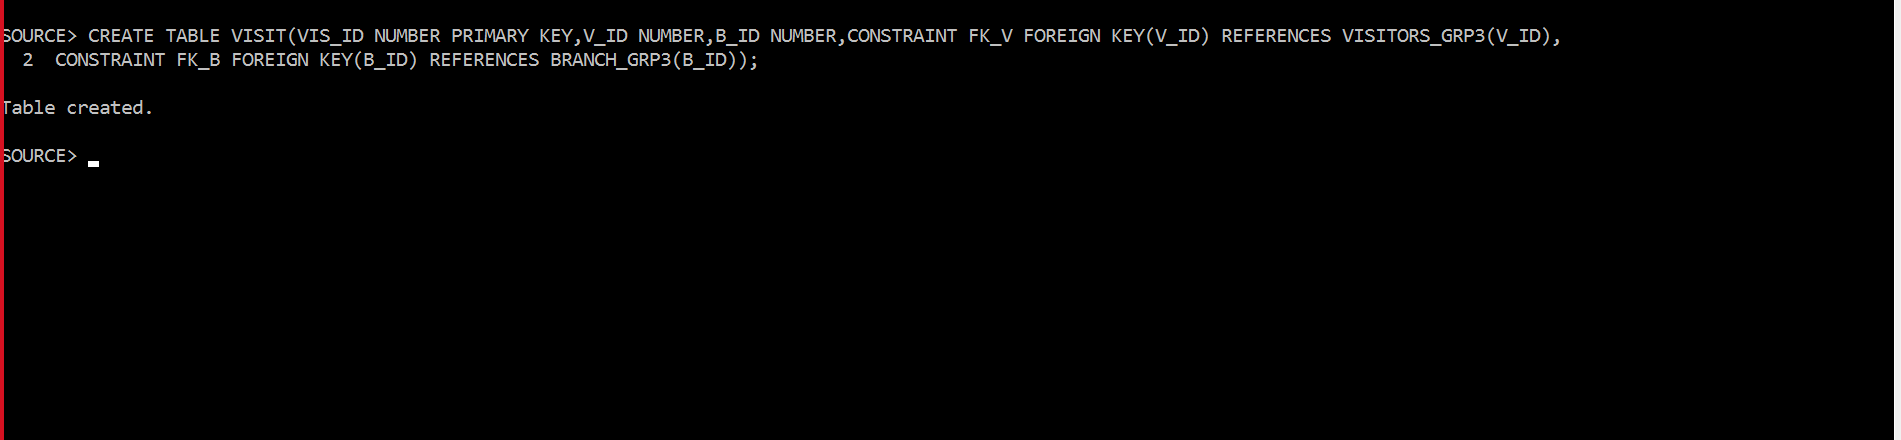 SOURCE> CREATE TABLE VISIT(VIS_ID NUMBER PRIMARY KEY,V_ID NUMBER,B_ID NUMBER,CONSTRAINT FK_V FOREIGN KEY(V_ID) REFERENCES VISITORS_GRP3(V_ID),
2  CONSTRAINT FK_B FOREIGN KEY(B_ID) REFERENCES BRANCH_GRP3(B_ID));
Table created.
SOURCE>